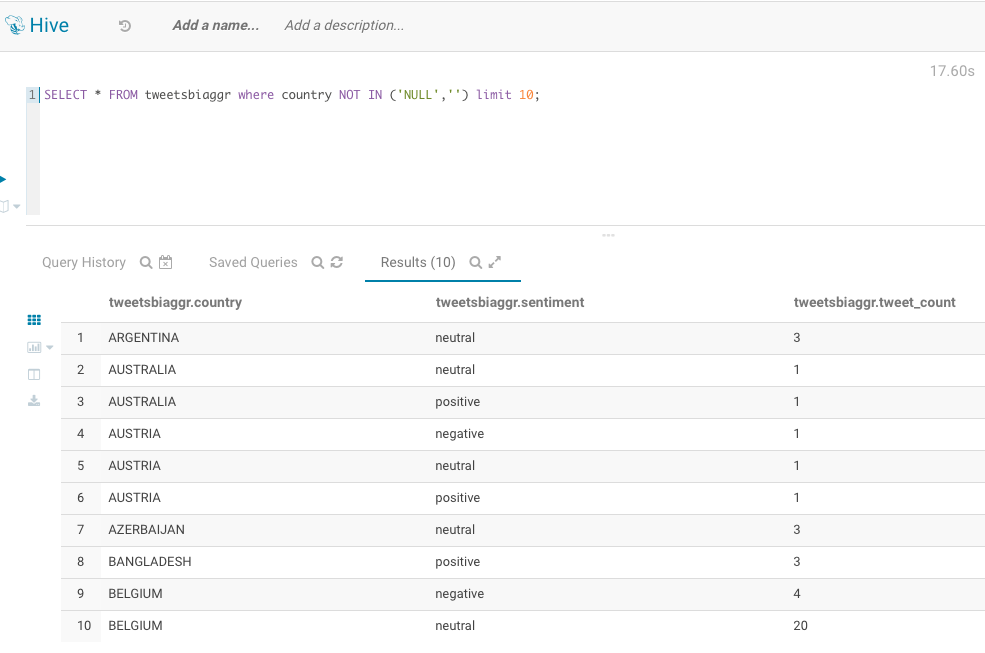 Hive Add a name... Add a description...
17.60s
1 SELECT * FROM tweetsbiaggr where country NOT IN ('NULL','') limit 10;
Query History Saved Queries Results (10)
tweetsbiaggr.country tweetsbiaggr.sentiment tweetsbiaggr.tweet_count
1 ARGENTINA neutral 3
2 AUSTRALIA neutral 1
3 AUSTRALIA positive 1
4 AUSTRIA negative 1
5 AUSTRIA neutral 1
6 AUSTRIA positive 1
7 AZERBAIJAN neutral 3
8 BANGLADESH positive 3
9 BELGIUM negative 4
10 BELGIUM neutral 20